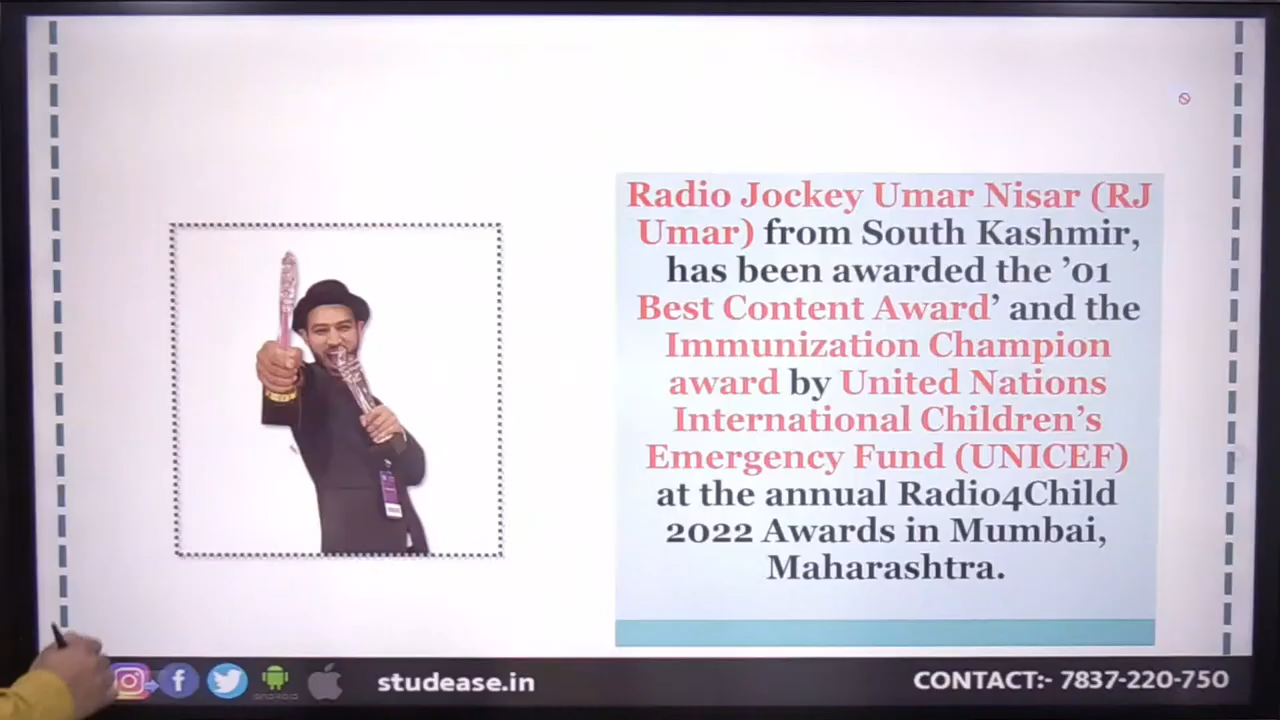 Radio Jockey Umar Nisar (RJ
Umar) from South Kashmir,
has been awarded the ’01
Best Content Award’ and the
Immunization Champion
award by United Nations
International Children’s
Emergency Fund (UNICEF)
at the annual Radio4Child
2022 Awards in Mumbai,
Maharashtra.
ANDROID
studease.in
CONTACT:- 7837-220-750